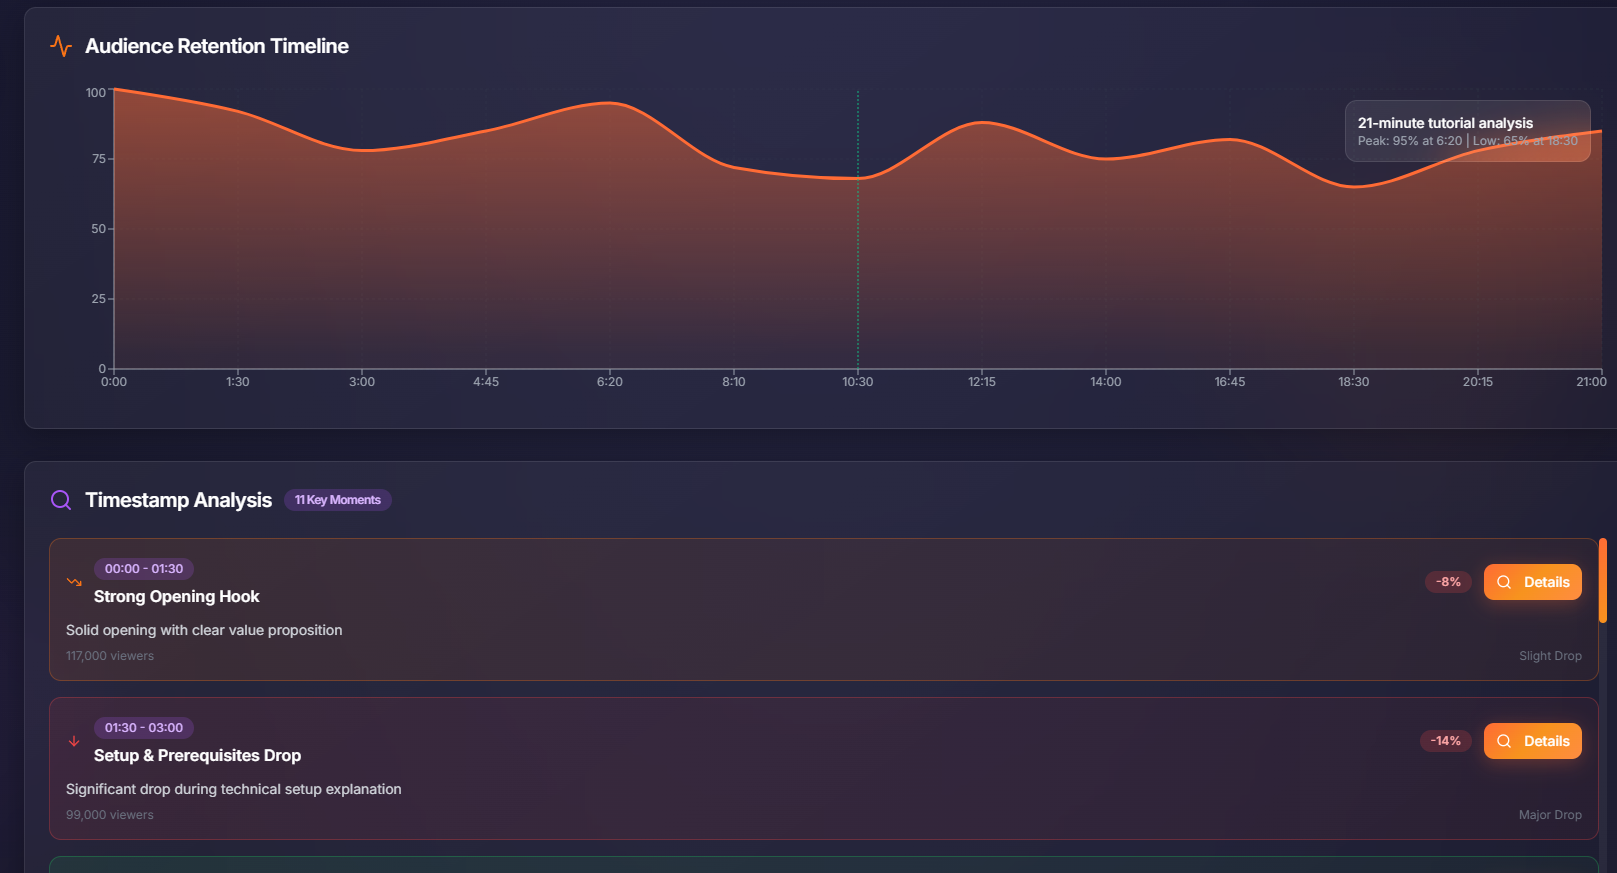 Audience Retention Timeline
100
75
50
25
0
21-minute tutorial analysis
Peak: 95% at 6:20 | Low: 65% at 18:30
0:00 1:30 3:00 4:45 6:20 8:10 10:30 12:15 14:00 16:45 18:30 20:15 21:00
Timestamp Analysis 11 Key Moments
00:00 - 01:30
Strong Opening Hook
-8% Details
Solid opening with clear value proposition
117,000 viewers Slight Drop
01:30 - 03:00
Setup & Prerequisites Drop
-14% Details
Significant drop during technical setup explanation
99,000 viewers Major Drop